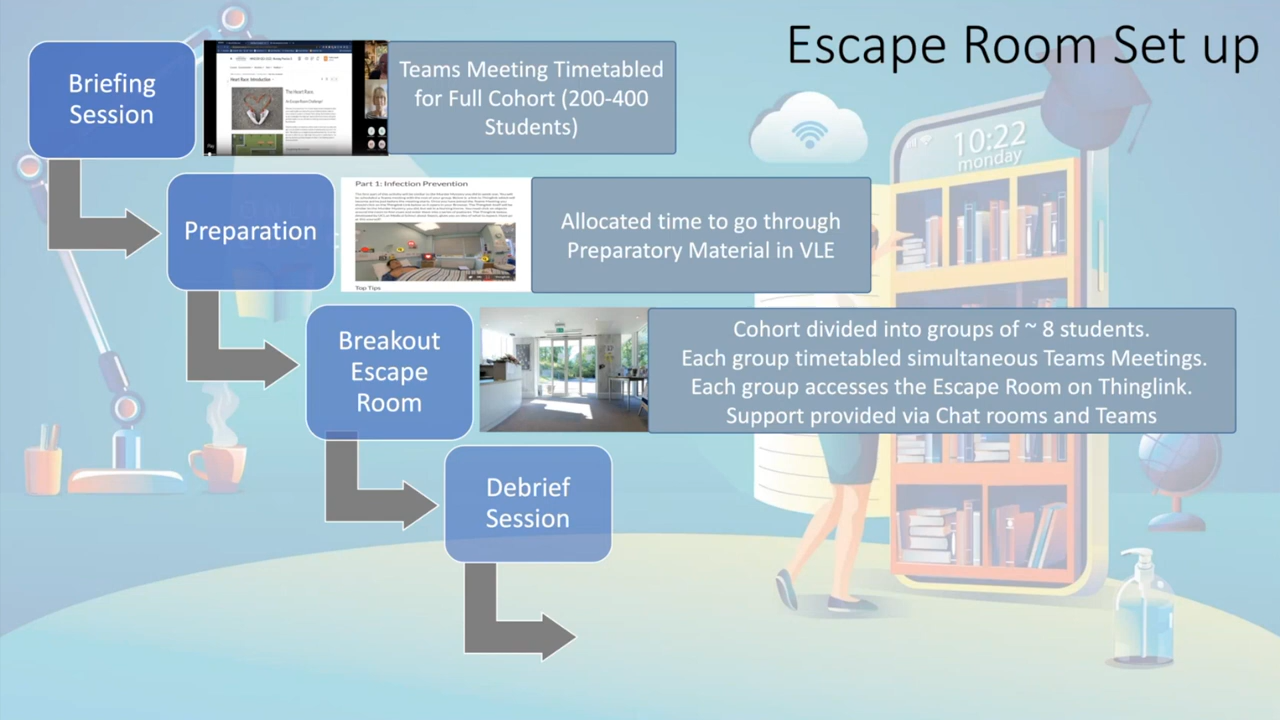 Escape Room Set up
Briefing
Session
Teams Meeting Timetabled
for Full Cohort (200-400
Students)
The Heart Race
10:22
monday
Preparation
Part 1: Infection Prevention
Top Tips
Allocated time to go through
Preparatory Material in VLE
Breakout
Escape
Room
Cohort divided into groups of ~ 8 students.
Each group timetabled simultaneous Teams Meetings.
Each group accesses the Escape Room on Thinglink.
Support provided via Chat rooms and Teams
Debrief
Session